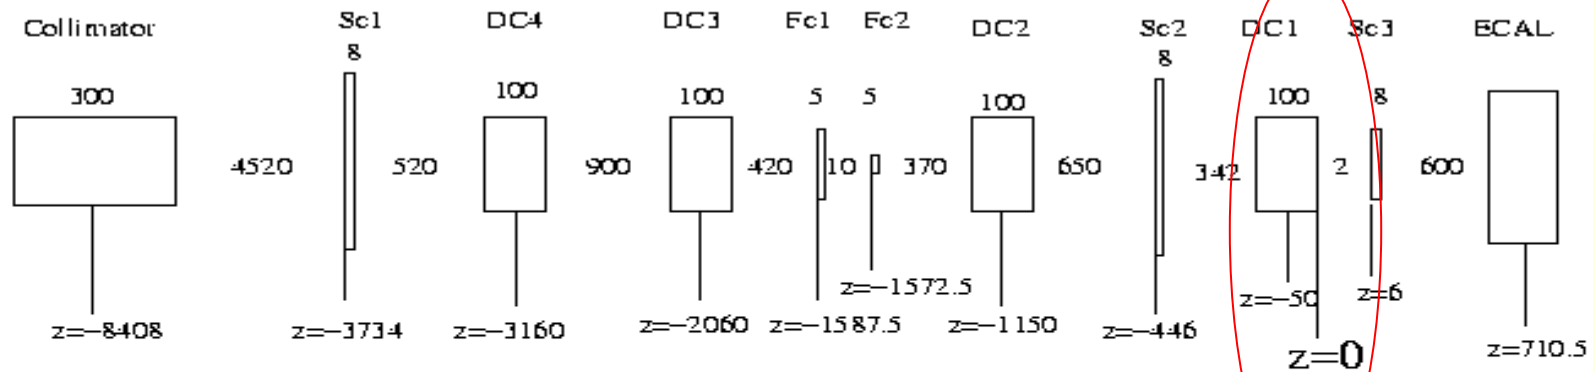 Collimator Sc1 DC4 DC3 Fc1 Fc2 DC2 Sc2 DC1 Sc3 ECAL
8 8
300 100 100 5 5 100 100 8
4520 520 900 420 10 370 650 342 2 600
z=-1572.5 z=-50 z=6
z=-8408 z=-3734 z=-3160 z=-2060 z=-1587.5 z=-1150 z=-446 z=0 z=710.5